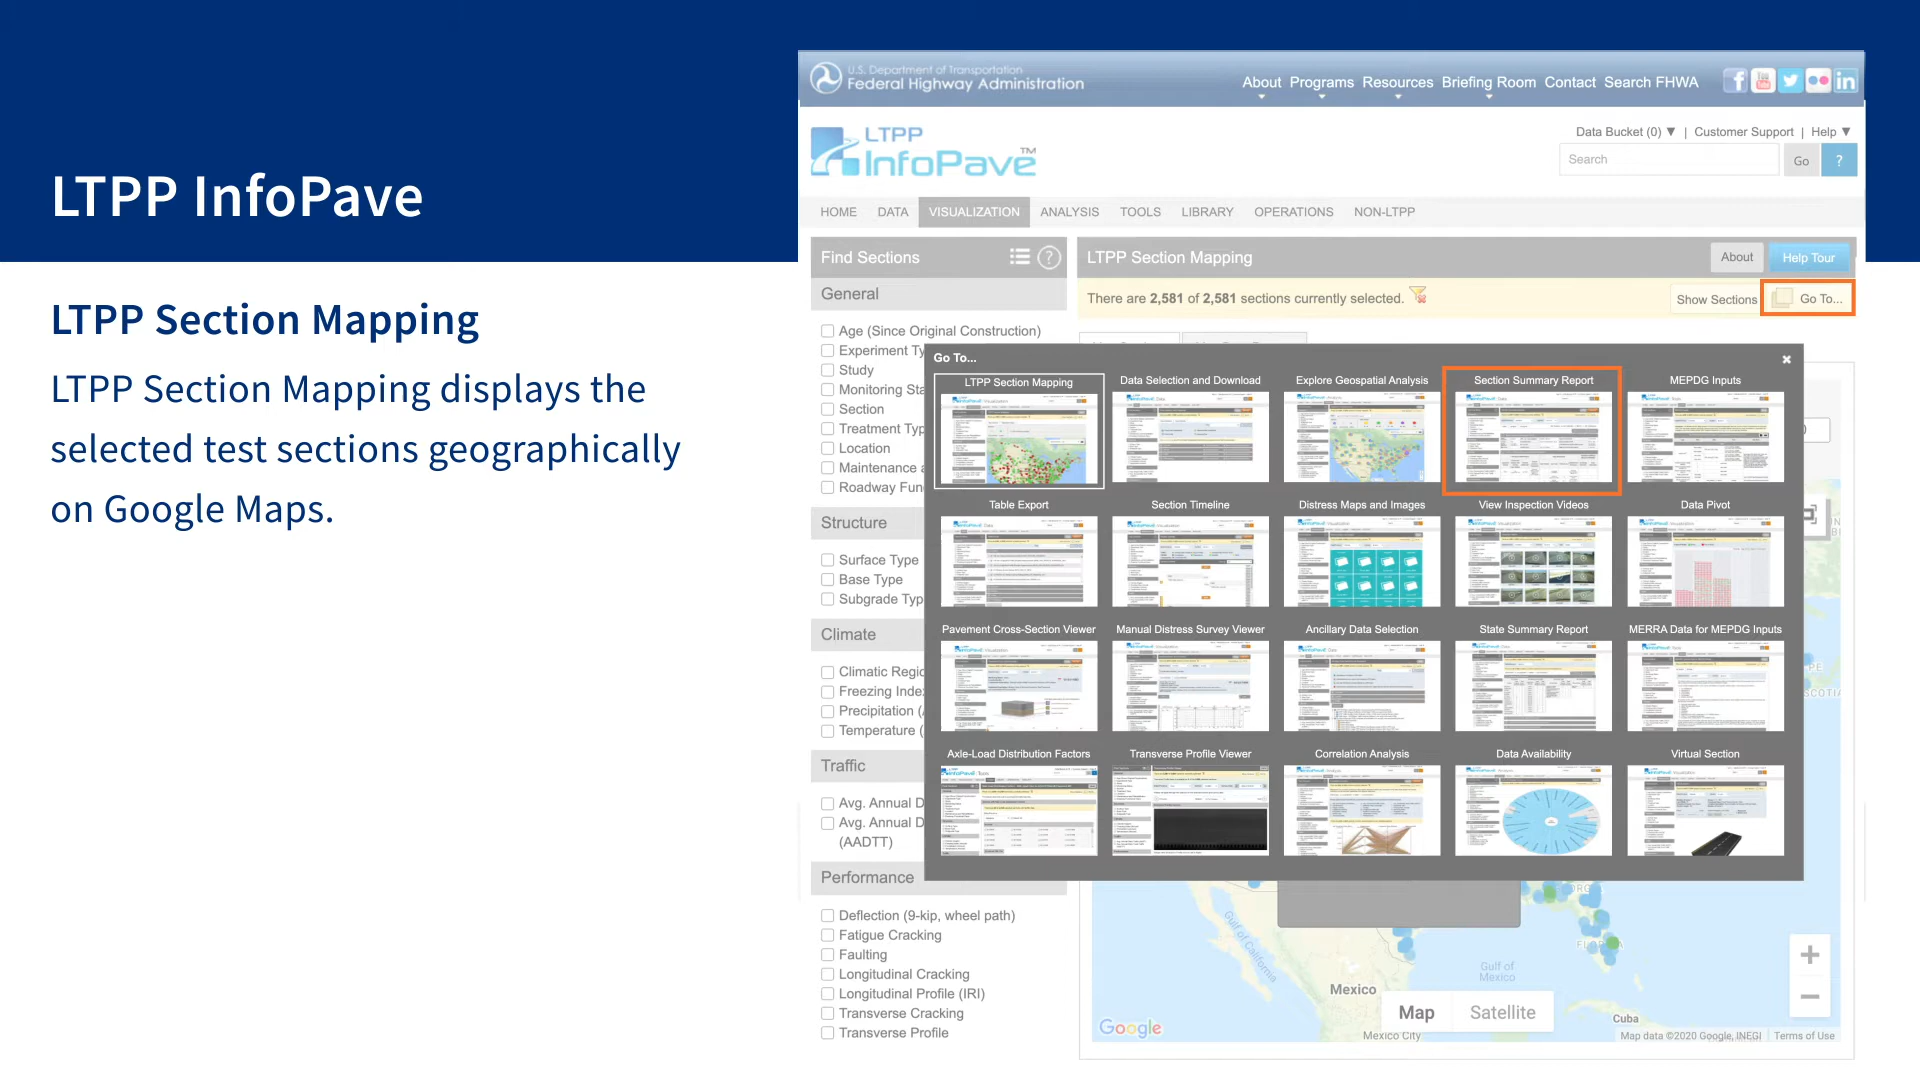 LTPP InfoPave
LTPP Section Mapping
LTPP Section Mapping displays the
selected test sections geographically
on Google Maps.
U.S. Department of Transportation
Federal Highway Administration
About Programs Resources Briefing Room Contact Search FHWA
LTPP
InfoPave™
Data Bucket (0) ▼ | Customer Support | Help ▼
Search Go ?
HOME DATA VISUALIZATION ANALYSIS TOOLS LIBRARY OPERATIONS NON-LTPP
Find Sections
LTPP Section Mapping About Help Tour
There are 2,581 of 2,581 sections currently selected. Show Sections Go To...
General
Age (Since Original Construction)
Experiment Ty
Study
Monitoring Sta
Section
Treatment Typ
Location
Maintenance a
Roadway Fun
Structure
Surface Type
Base Type
Subgrade Typ
Climate
Climatic Regio
Freezing Inde
Precipitation (
Temperature (
Traffic
Avg. Annual D
Avg. Annual D
(AADTT)
Performance
Deflection (9-kip, wheel path)
Fatigue Cracking
Faulting
Longitudinal Cracking
Longitudinal Profile (IRI)
Transverse Cracking
Transverse Profile
Go To...
LTPP Section Mapping Data Selection and Download Explore Geospatial Analysis Section Summary Report MEPDG Inputs
Table Export Section Timeline Distress Maps and Images View Inspection Videos Data Pivot
Pavement Cross-Section Viewer Manual Distress Survey Viewer Ancillary Data Selection State Summary Report MERRA Data for MEPDG Inputs
Axle-Load Distribution Factors Transverse Profile Viewer Correlation Analysis Data Availability Virtual Section
Gulf of California
Gulf of
Mexico
Mexico
Map Satellite
Cuba
Mexico City
Google
Map data ©2020 Google, INEGI Terms of Use